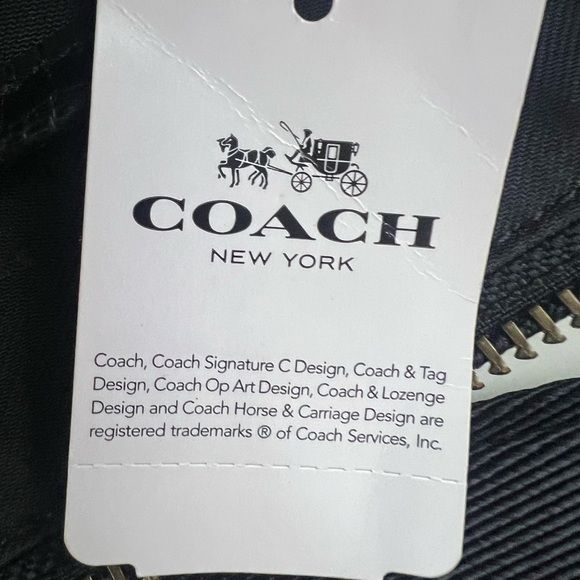 COACH
NEW YORK
Coach, Coach Signature C Design, Coach & Tag
Design, Coach Op Art Design, Coach & Lozenge
Design and Coach Horse & Carriage Design are
registered trademarks ® of Coach Services, Inc.